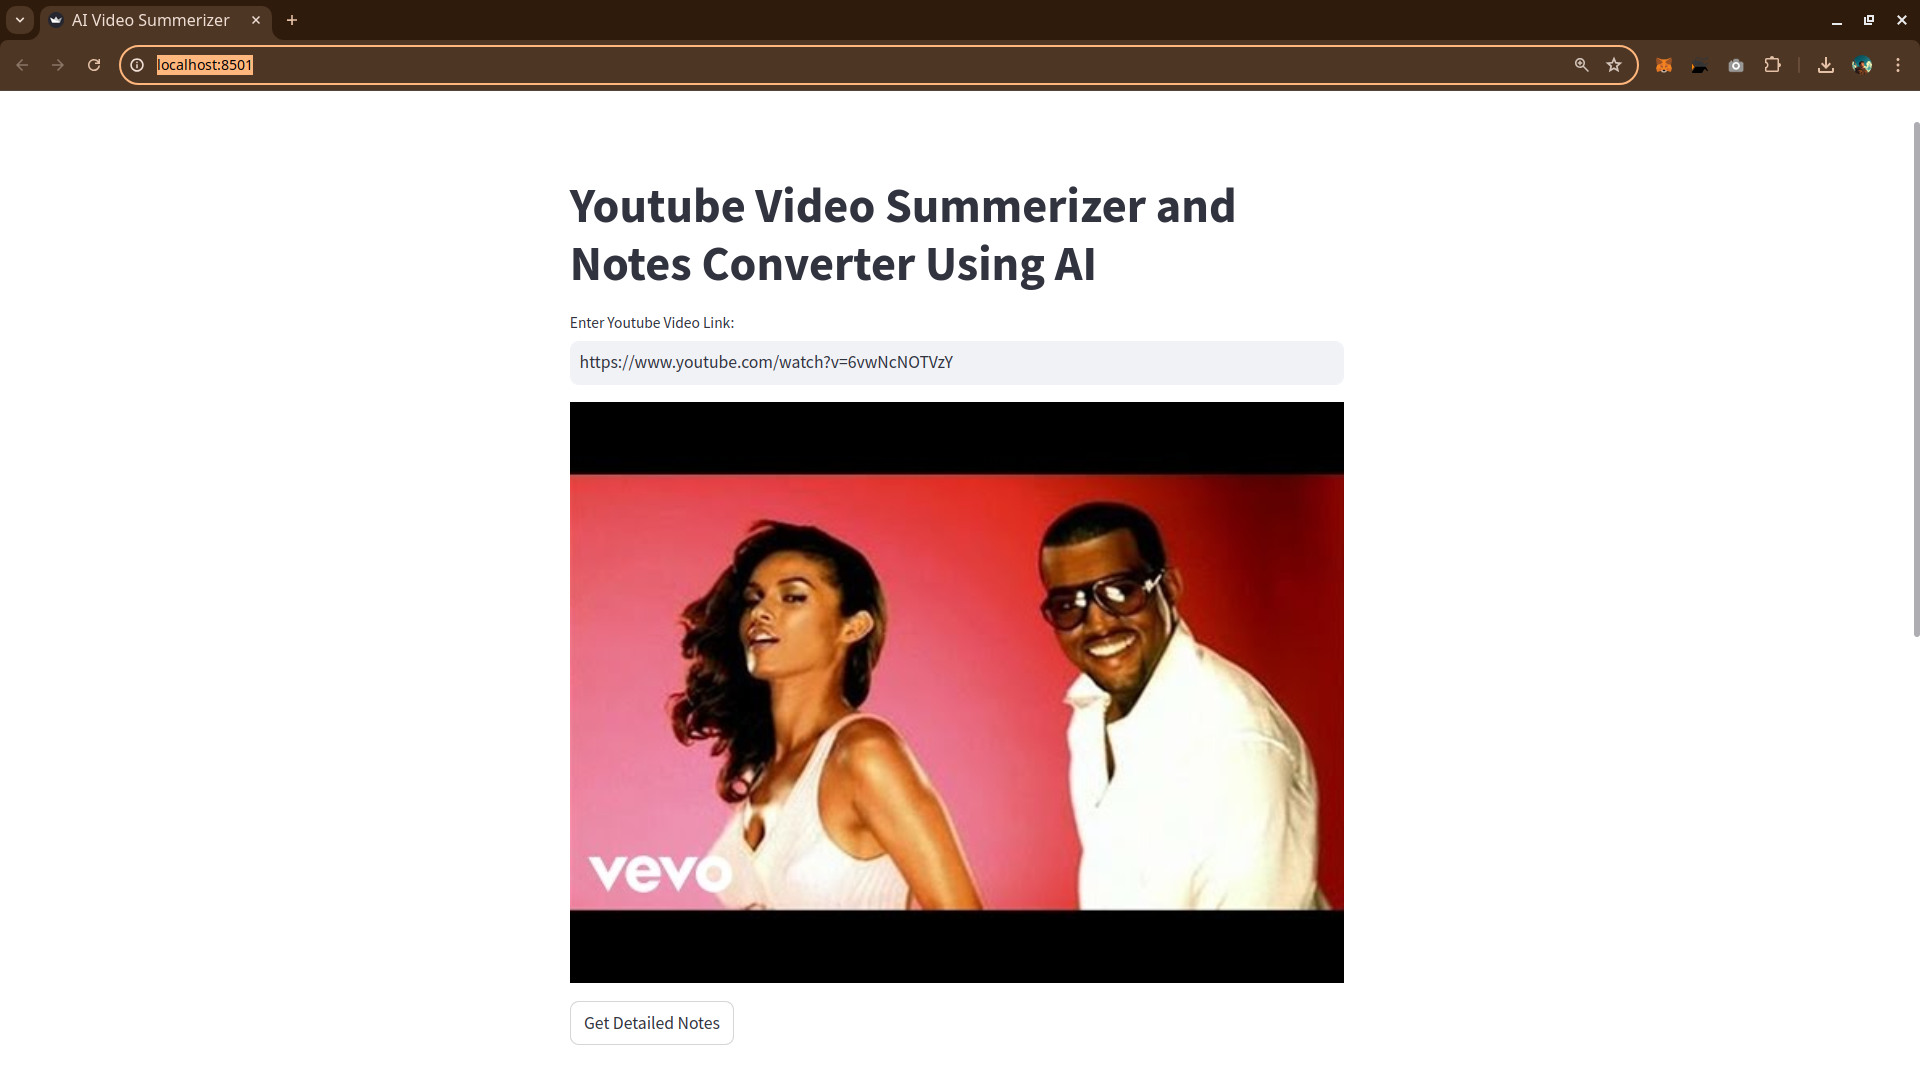 AI Video Summerizer
localhost:8501
Youtube Video Summerizer and
Notes Converter Using AI
Enter Youtube Video Link:
https://www.youtube.com/watch?v=6vwNcNOTVzY
vevo
Get Detailed Notes